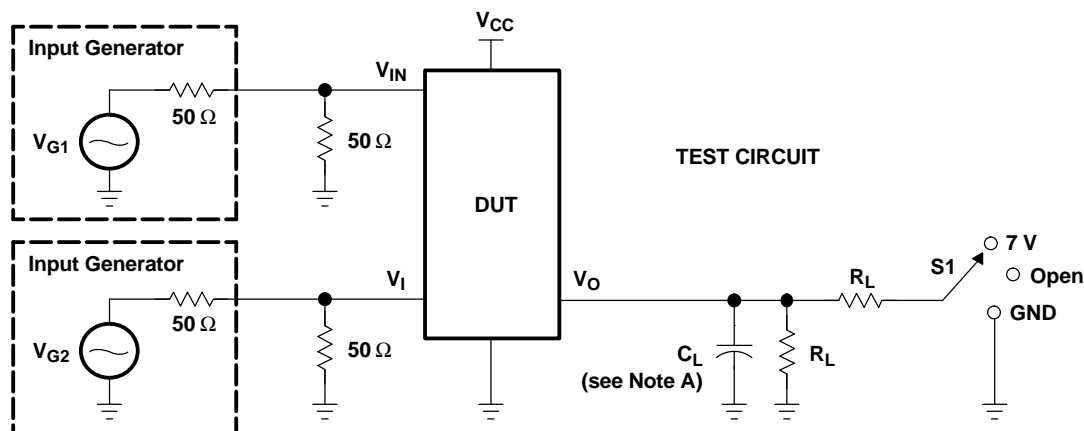 V_CC
Input Generator
V_IN
50 Ω
V_G1
50 Ω
TEST CIRCUIT
DUT
Input Generator
V_I
50 Ω
V_G2
50 Ω
V_O
C_L
(see Note A)
R_L
R_L
S1
7 V
Open
GND